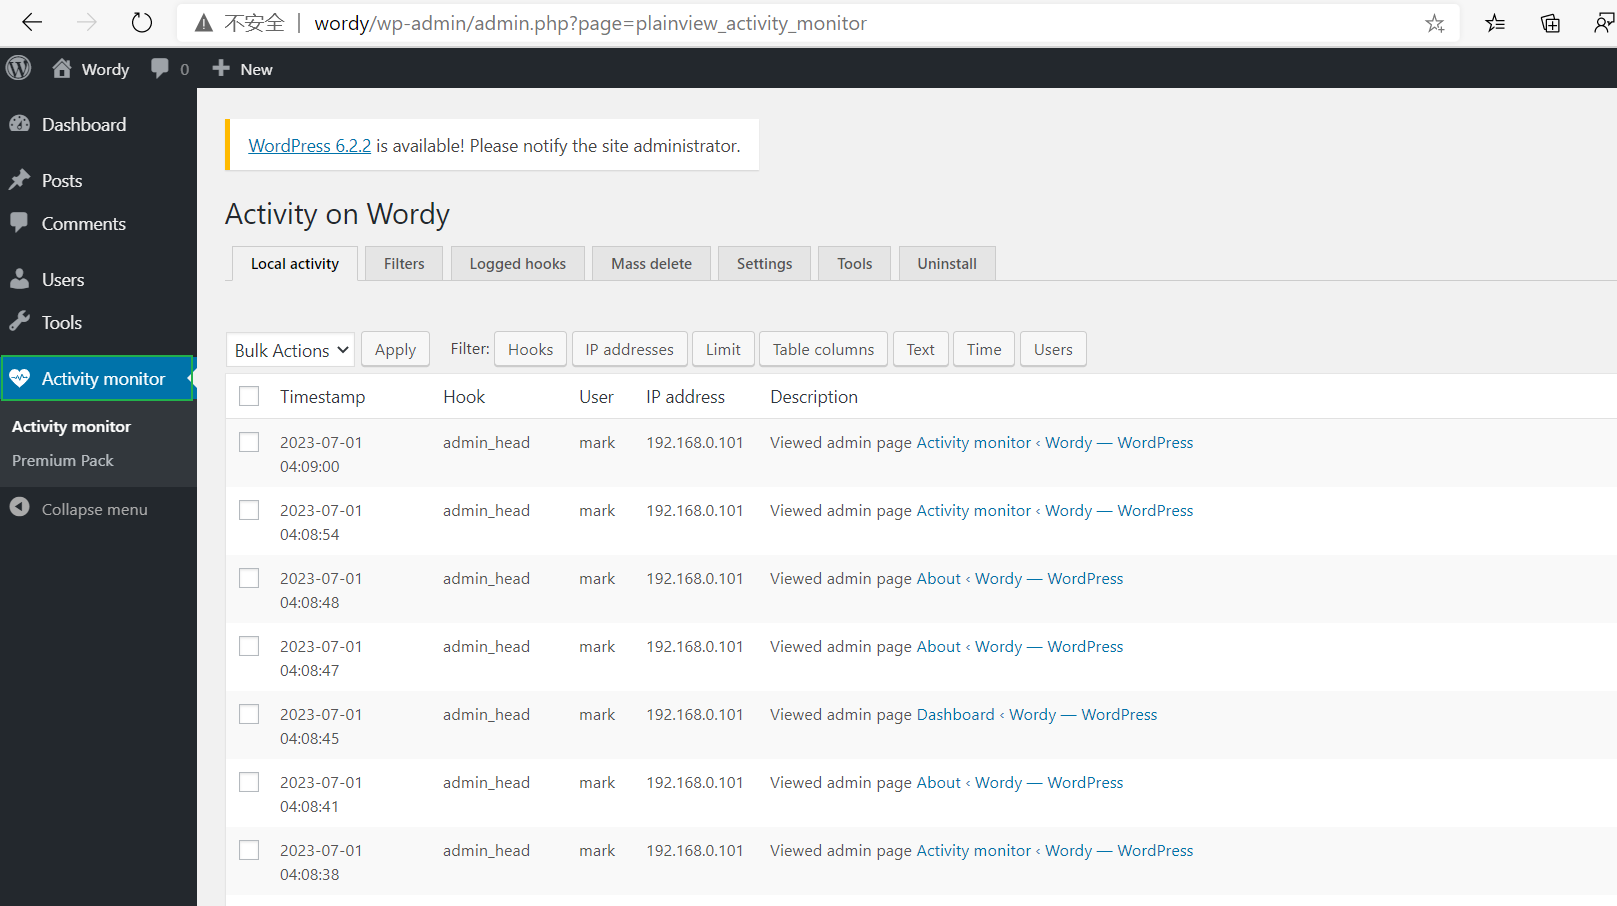 不安全 | wordy/wp-admin/admin.php?page=plainview_activity_monitor
Wordy 0 New
Dashboard
Posts
Comments
Users
Tools
Activity monitor
Activity monitor
Premium Pack
Collapse menu
WordPress 6.2.2 is available! Please notify the site administrator.
Activity on Wordy
Local activity Filters Logged hooks Mass delete Settings Tools Uninstall
Bulk Actions Apply Filter: Hooks IP addresses Limit Table columns Text Time Users
Timestamp Hook User IP address Description
2023-07-01 admin_head mark 192.168.0.101 Viewed admin page Activity monitor ‹ Wordy — WordPress
04:09:00
2023-07-01 admin_head mark 192.168.0.101 Viewed admin page Activity monitor ‹ Wordy — WordPress
04:08:54
2023-07-01 admin_head mark 192.168.0.101 Viewed admin page About ‹ Wordy — WordPress
04:08:48
2023-07-01 admin_head mark 192.168.0.101 Viewed admin page About ‹ Wordy — WordPress
04:08:47
2023-07-01 admin_head mark 192.168.0.101 Viewed admin page Dashboard ‹ Wordy — WordPress
04:08:45
2023-07-01 admin_head mark 192.168.0.101 Viewed admin page About ‹ Wordy — WordPress
04:08:41
2023-07-01 admin_head mark 192.168.0.101 Viewed admin page Activity monitor ‹ Wordy — WordPress
04:08:38